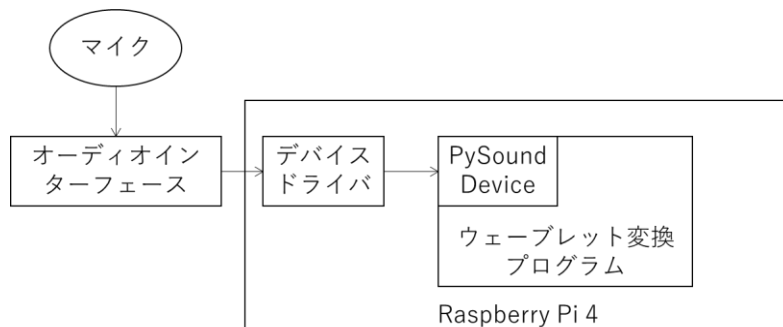 マイク
オーディオイン
ターフェース
デバイス
ドライバ
PySound
Device
ウェーブレット変換
プログラム
Raspberry Pi 4